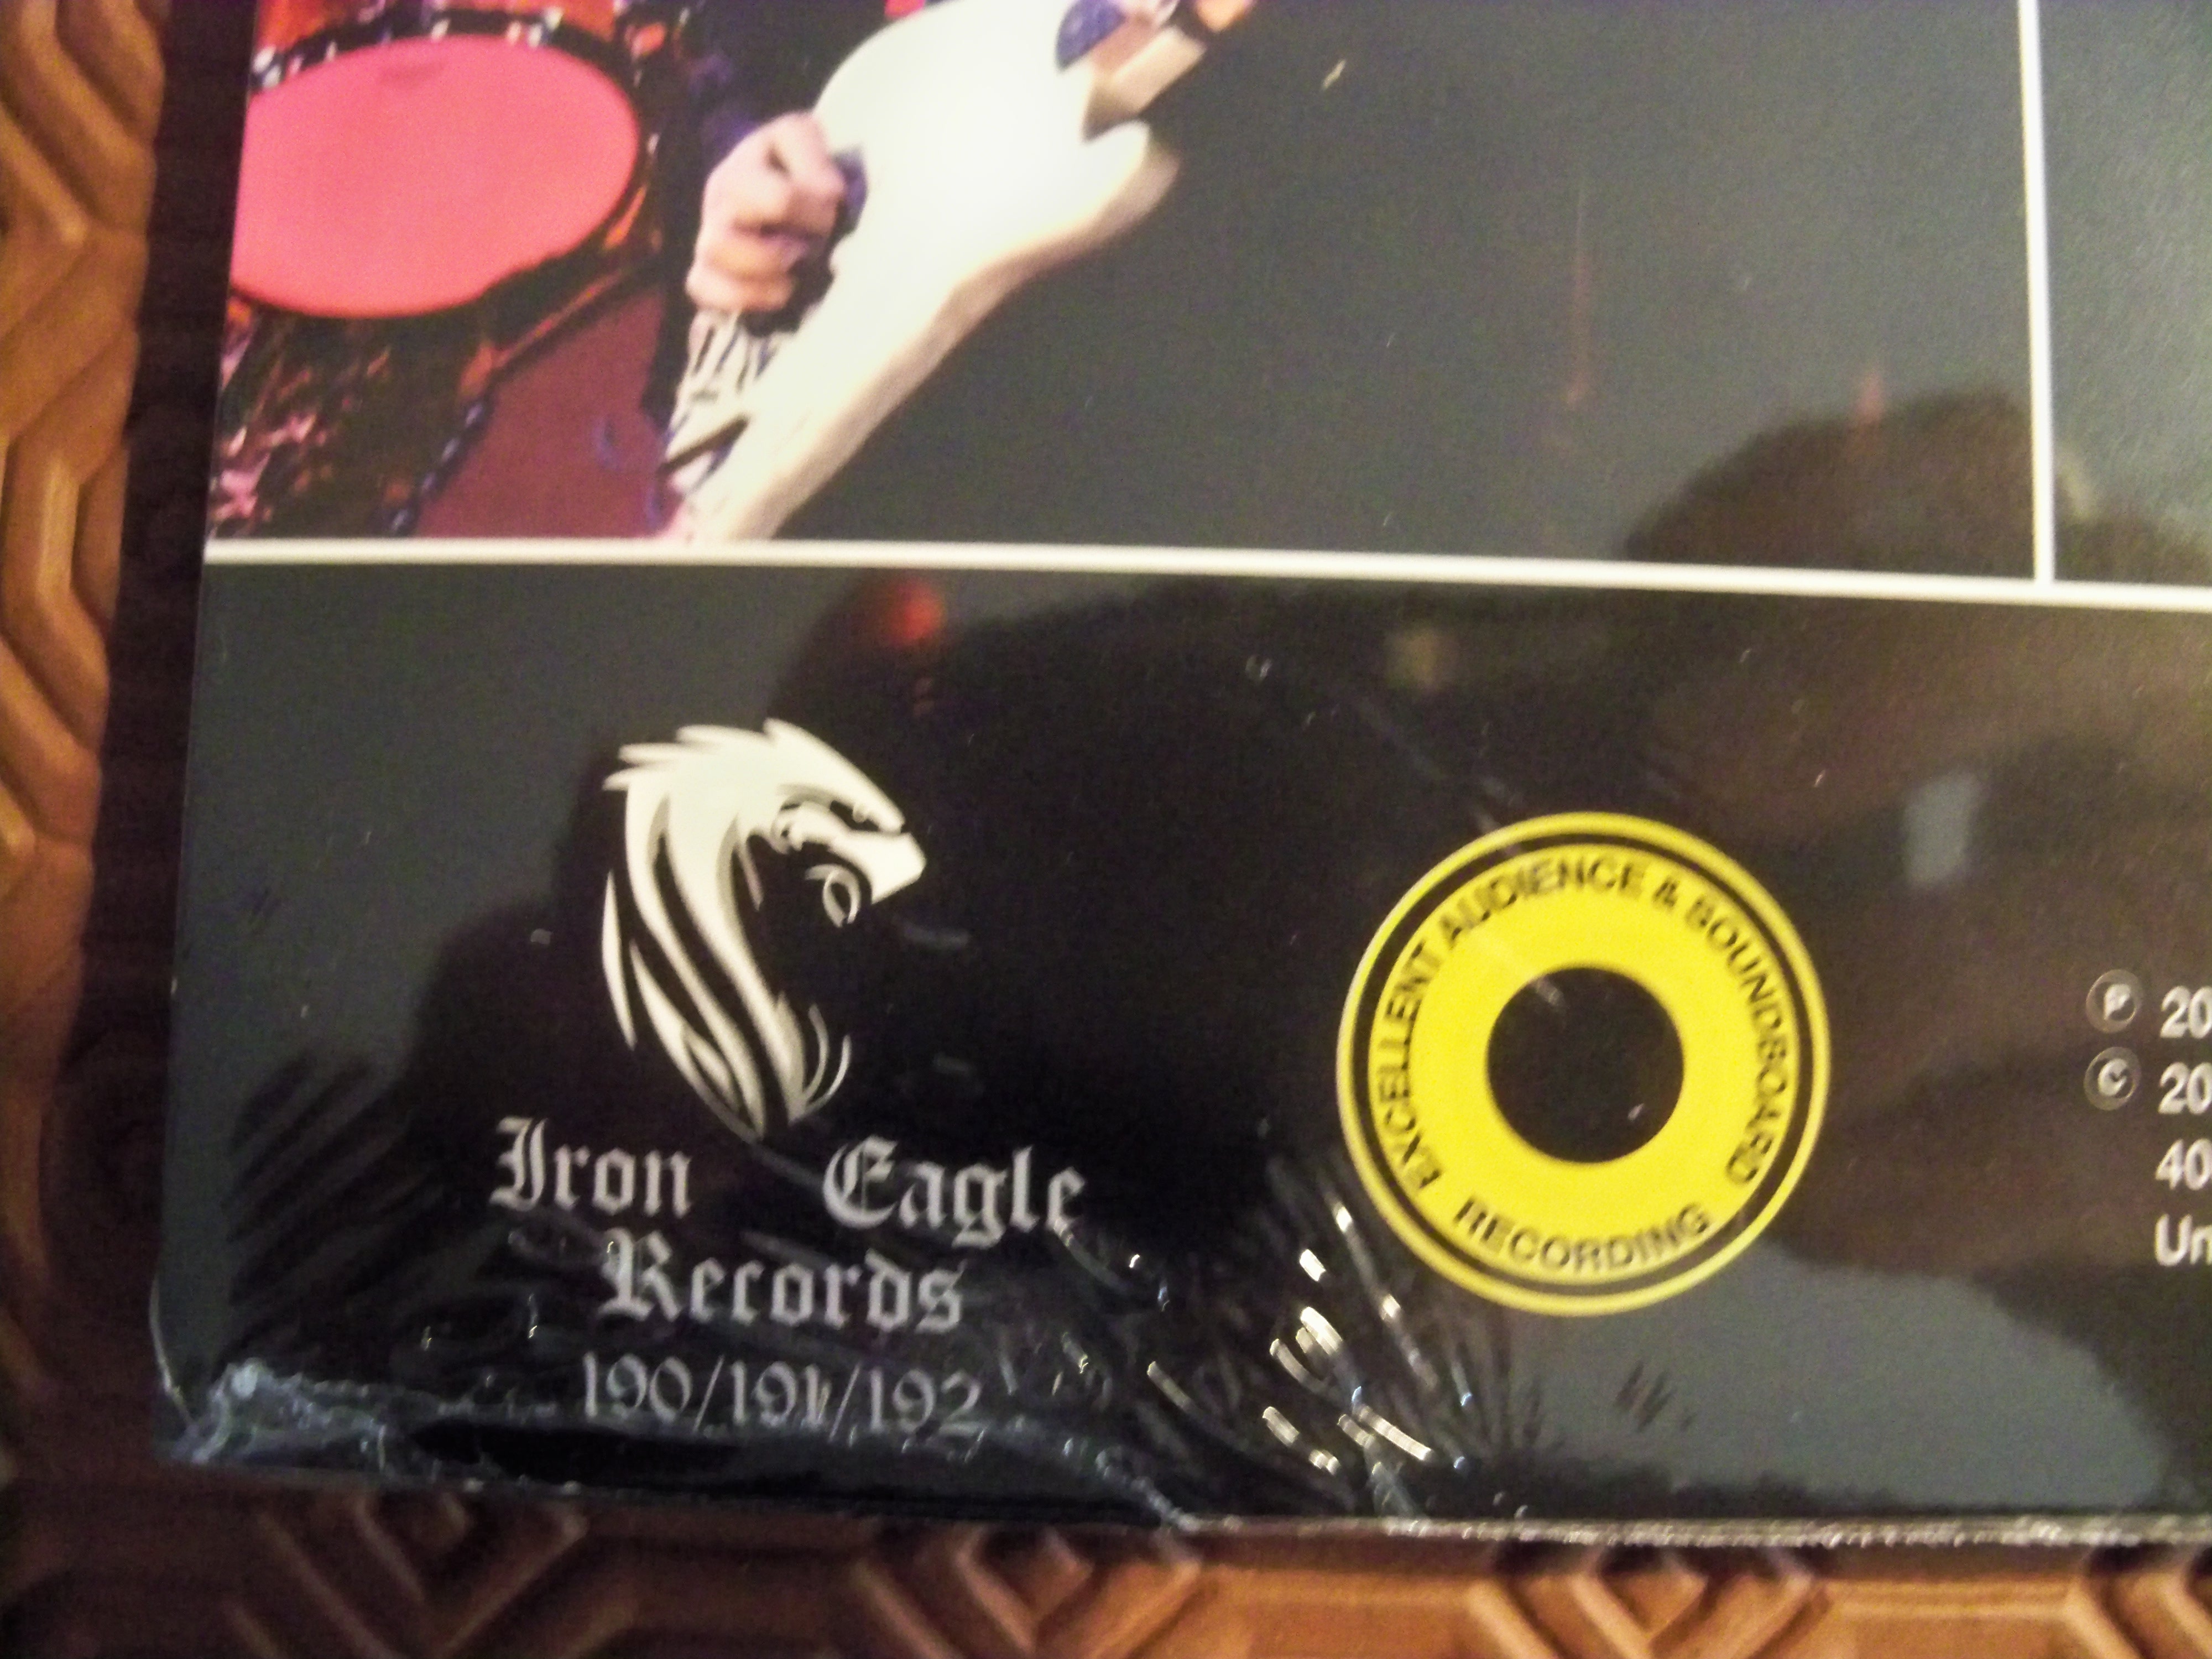 Iron Eagle
Records
190/191/192
EXCELLENT AUDIENCE & SOUNDBOARD
RECORDING
℗ 20
© 20
40
Un